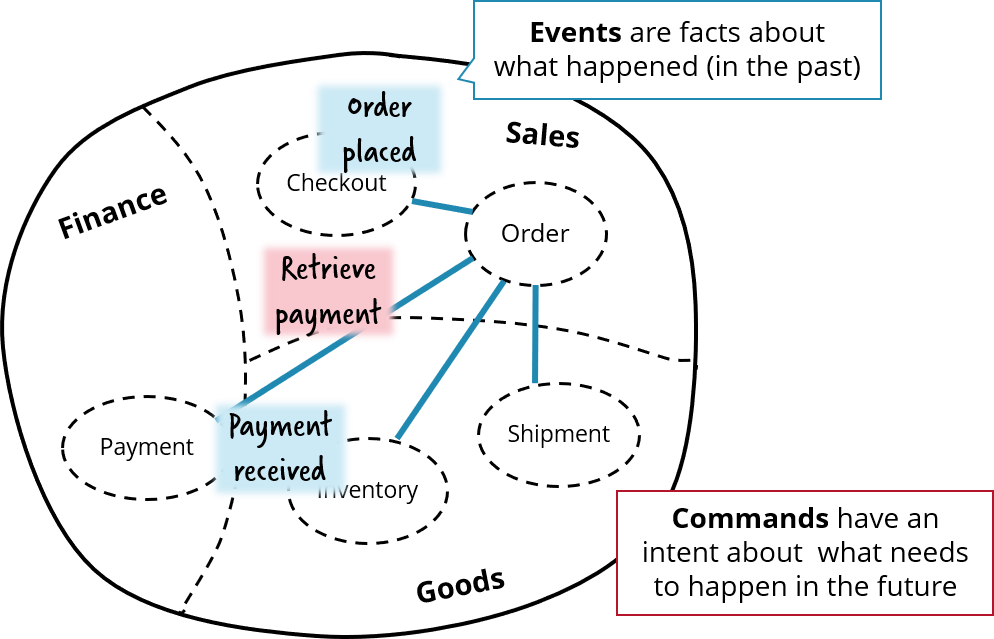 Events are facts about
what happened (in the past)
Order
placed
Sales
Checkout
Finance
Order
Retrieve
payment
Payment
Payment
received
Shipment
Inventory
Commands have an
intent about  what needs
to happen in the future
Goods